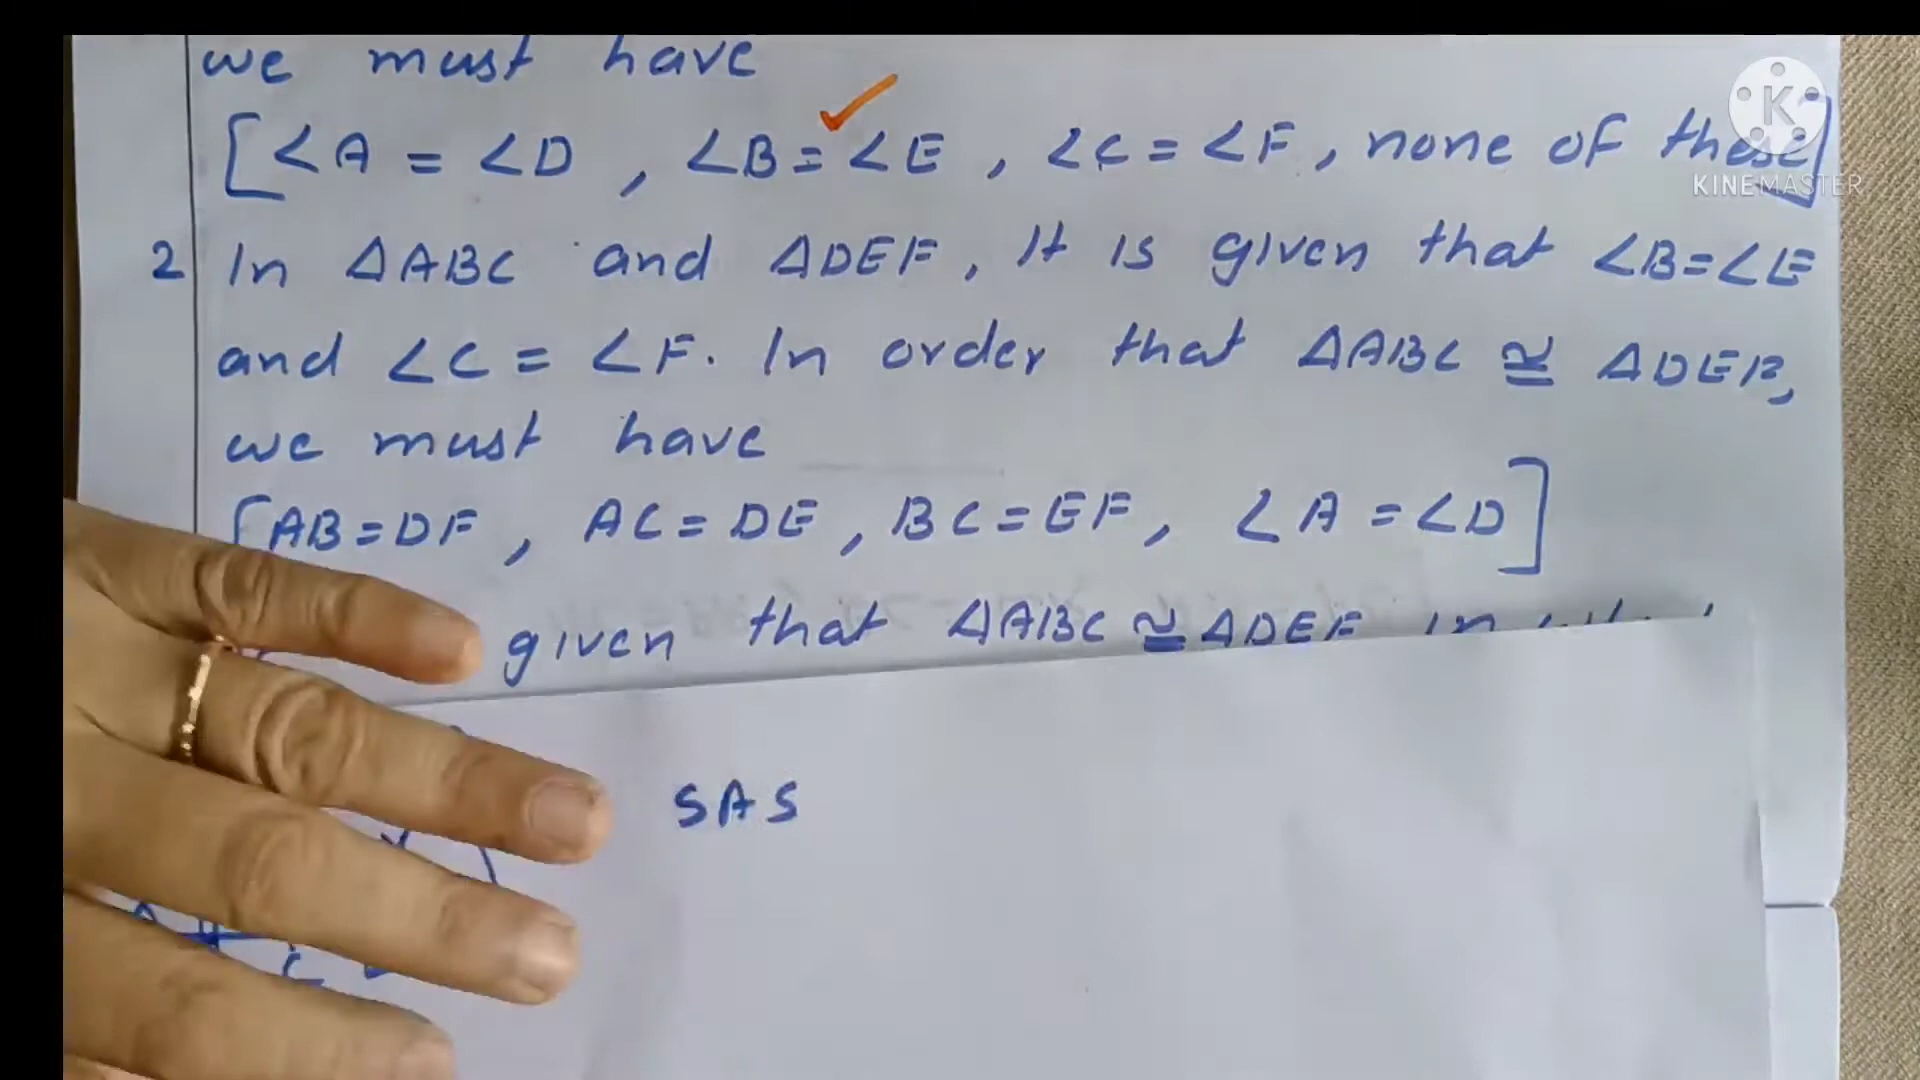 we must have
[∠A = ∠D , ∠B = ∠E , ∠C = ∠F , none of these]
KINEMASTER
2 In ΔABC and ΔDEF, It is given that ∠B=∠E
and ∠C = ∠F. In order that ΔABC ≅ ΔDEF,
we must have
[AB=DF , AC=DE , BC=EF , ∠A =∠D]
given that ΔABC ≅ ΔDEF in
SAS